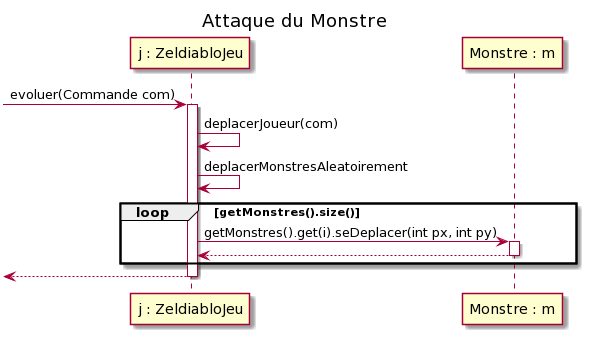 Attaque du Monstre
j : ZeldiabloJeu
Monstre : m
evoluer(Commande com)
deplacerJoueur(com)
deplacerMonstresAleatoirement
loop
[getMonstres().size()]
getMonstres().get(i).seDeplacer(int px, int py)
j : ZeldiabloJeu
Monstre : m